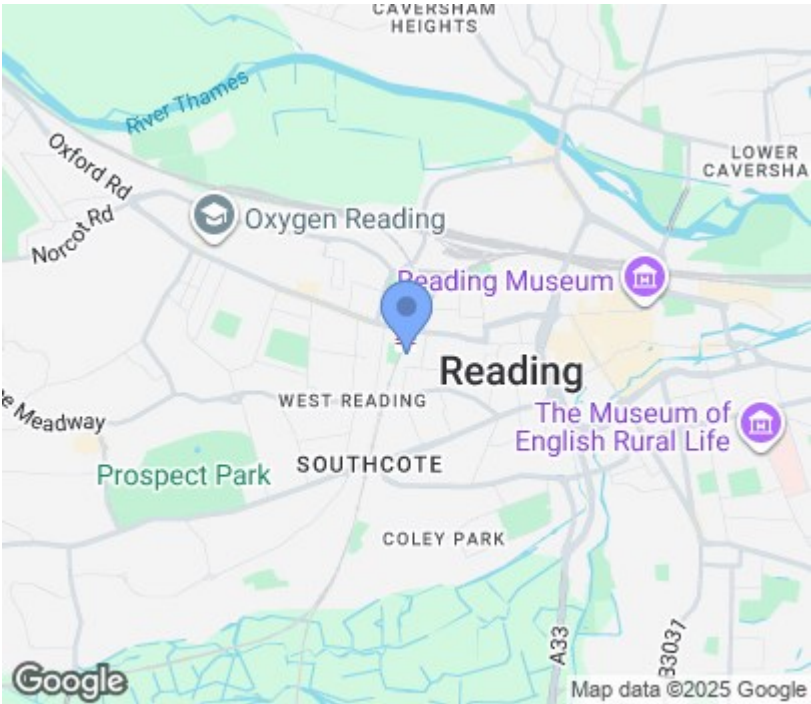 CAVERSHAM
HEIGHTS
River Thames
Oxford Rd
LOWER
CAVERSHA
Norcot Rd
Oxygen Reading
Reading Museum
Reading
WEST READING
e Meadway
The Museum of
English Rural Life
SOUTHCOTE
Prospect Park
COLEY PARK
A33
B3031
Google
Map data ©2025 Google